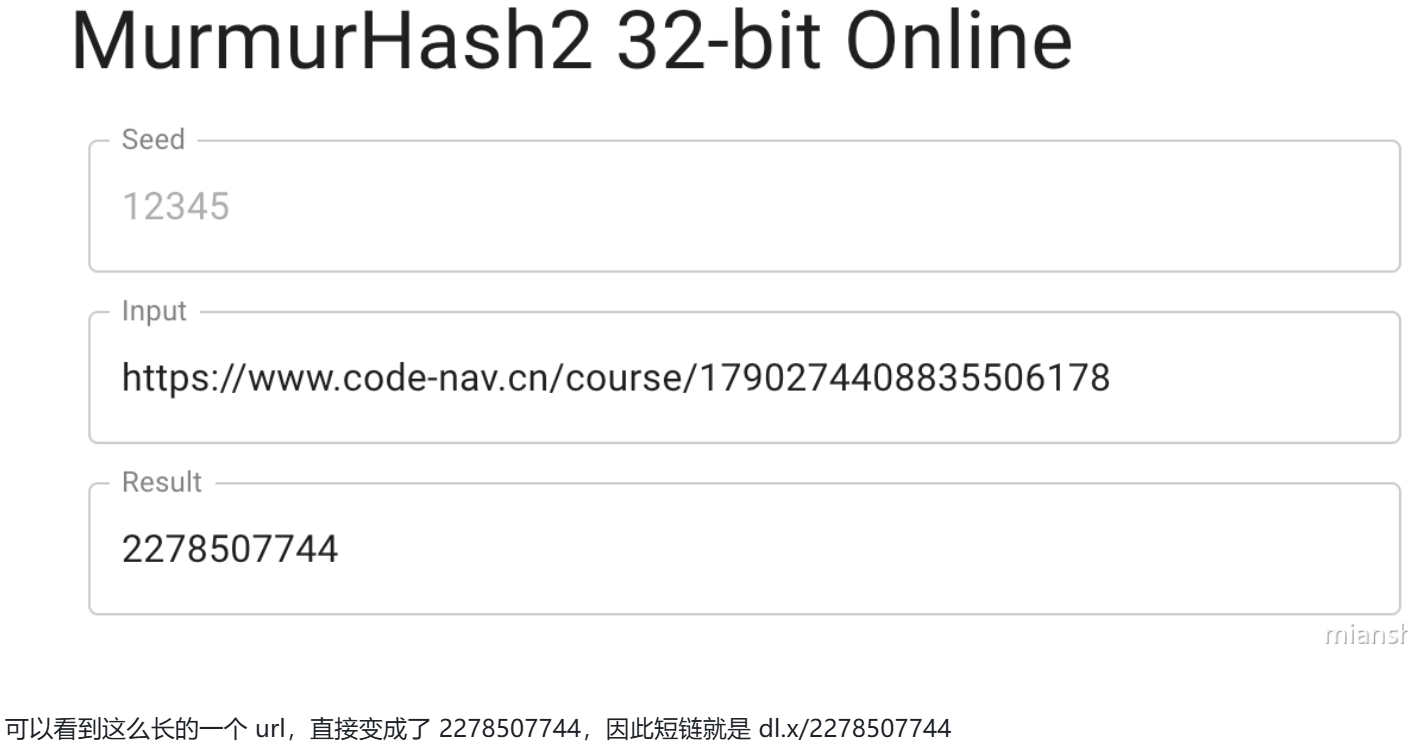 MurmurHash2 32-bit Online
Seed
12345
Input
https://www.code-nav.cn/course/1790274408835506178
Result
2278507744
可以看到这么长的一个 url，直接变成了 2278507744，因此短链就是 dl.x/2278507744